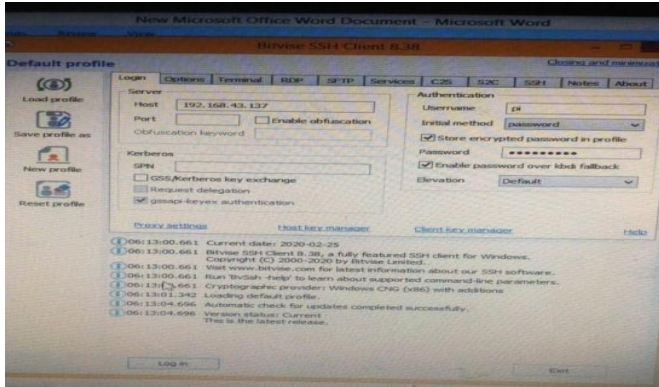 New Microsoft Office Word Document - Microsoft Word
Review View
Bitvise SSH Client 8.38
Default profile
Closing and minimizat
Login Options Terminal RDP SFTP Services C2S S2C SSH Notes About
Load profile
Save profile as
New profile
Reset profile
Server
Host 192.168.43.137
Port Enable obfuscation
Obfuscation keyword
Kerberos
SPN
GSS/Kerberos key exchange
Request delegation
gssapi-keyex authentication
Authentication
Username pi
Initial method password
Store encrypted password in profile
Password •••••••••
Enable password over kbdi fallback
Elevation Default
Proxy settings Host key manager Client key manager Help
06:13:00.661 Current date: 2020-02-25
06:13:00.661 Bitvise SSH Client 8.38, a fully featured SSH client for Windows.
Copyright (C) 2000-2020 by Bitvise Limited.
06:13:00.661 Visit www.bitvise.com for latest information about our SSH software.
06:13:00.661 Run 'BvSsh -help' to learn about supported command-line parameters.
06:13: .661 Cryptographic provider: Windows CNG (x86) with additions
06:13:01.342 Loading default profile.
06:13:04.696 Automatic check for updates completed successfully.
06:13:04.696 Version status: Current
This is the latest release.
Log in Exit